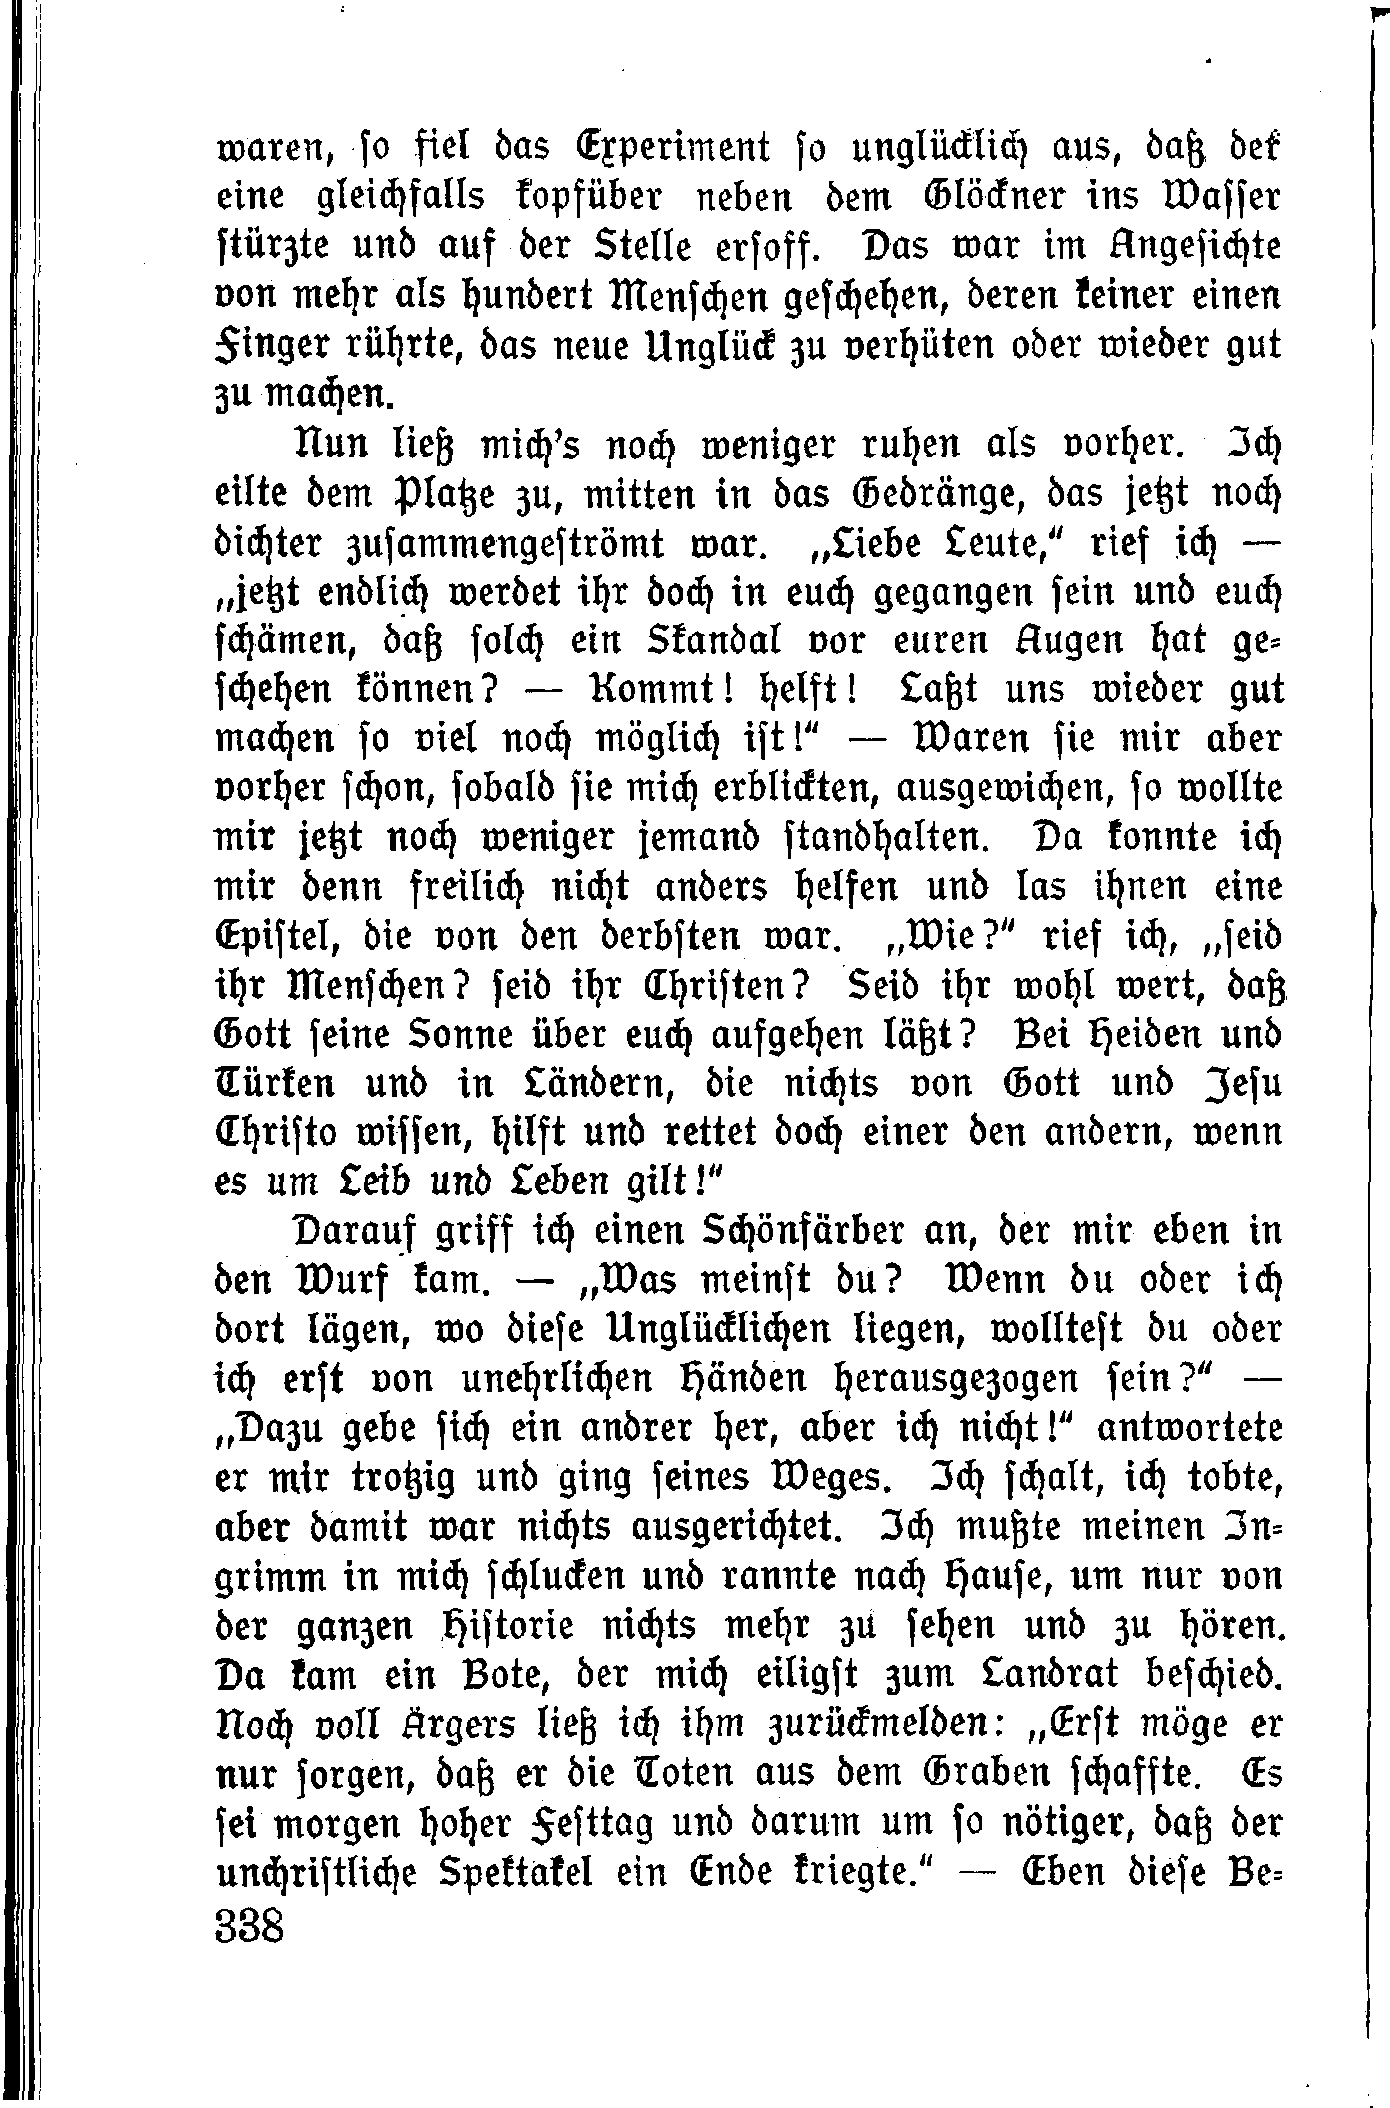 waren, so fiel das Experiment so unglücklich aus, daß der
eine gleichfalls kopfüber neben dem Glöckner ins Wasser
stürzte und auf der Stelle ersoff. Das war im Angesichte
von mehr als hundert Menschen geschehen, deren keiner einen
Finger rührte, das neue Unglück zu verhüten oder wieder gut
zu machen.
Nun ließ mich's noch weniger ruhen als vorher. Ich
eilte dem Platze zu, mitten in das Gedränge, das jetzt noch
dichter zusammengeströmt war. „Liebe Leute,“ rief ich —
„jetzt endlich werdet ihr doch in euch gegangen sein und euch
schämen, daß solch ein Skandal vor euren Augen hat ge-
schehen können? — Kommt! helft! Laßt uns wieder gut
machen so viel noch möglich ist!“ — Waren sie mir aber
vorher schon, sobald sie mich erblickten, ausgewichen, so wollte
mir jetzt noch weniger jemand standhalten. Da konnte ich
mir denn freilich nicht anders helfen und las ihnen eine
Epistel, die von den derbsten war. „Wie?“ rief ich, „seid
ihr Menschen? seid ihr Christen? Seid ihr wohl wert, daß
Gott seine Sonne über euch aufgehen läßt? Bei Heiden und
Türken und in Ländern, die nichts von Gott und Jesu
Christo wissen, hilft und rettet doch einer den andern, wenn
es um Leib und Leben gilt!“
Darauf griff ich einen Schönfärber an, der mir eben in
den Wurf kam. — „Was meinst du? Wenn du oder ich
dort lägen, wo diese Unglücklichen liegen, wolltest du oder
ich erst von unehrlichen Händen herausgezogen sein?“ —
„Dazu gebe sich ein andrer her, aber ich nicht!“ antwortete
er mir trotzig und ging seines Weges. Ich schalt, ich tobte,
aber damit war nichts ausgerichtet. Ich mußte meinen In-
grimm in mich schlucken und rannte nach Hause, um nur von
der ganzen Historie nichts mehr zu sehen und zu hören.
Da kam ein Bote, der mich eiligst zum Landrat beschied.
Noch voll Ärgers ließ ich ihm zurückmelden: „Erst möge er
nur sorgen, daß er die Toten aus dem Graben schaffte. Es
sei morgen hoher Festtag und darum um so nötiger, daß der
unchristliche Spektakel ein Ende kriegte.“ — Eben diese Be-
338